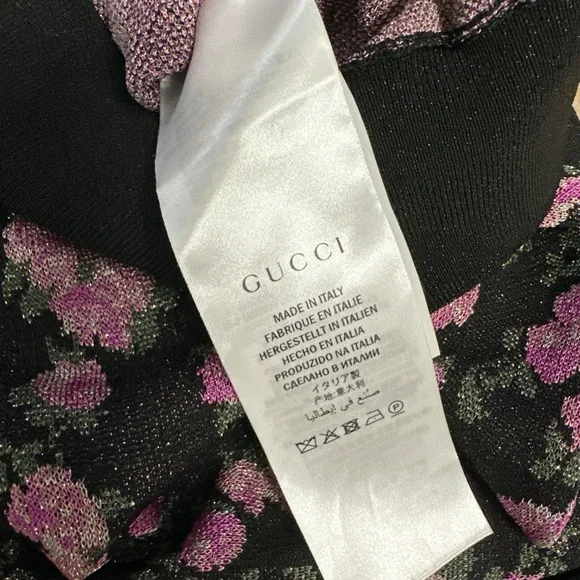 GUCCI
MADE IN ITALY
FABRIQUE EN ITALIE
HERGESTELLT IN ITALIEN
HECHO EN ITALIA
PRODUZIDO NA ITALIA
СДЕЛАНО В ИТАЛИИ
イタリア製
产地:意大利
صنع في إيطاليا